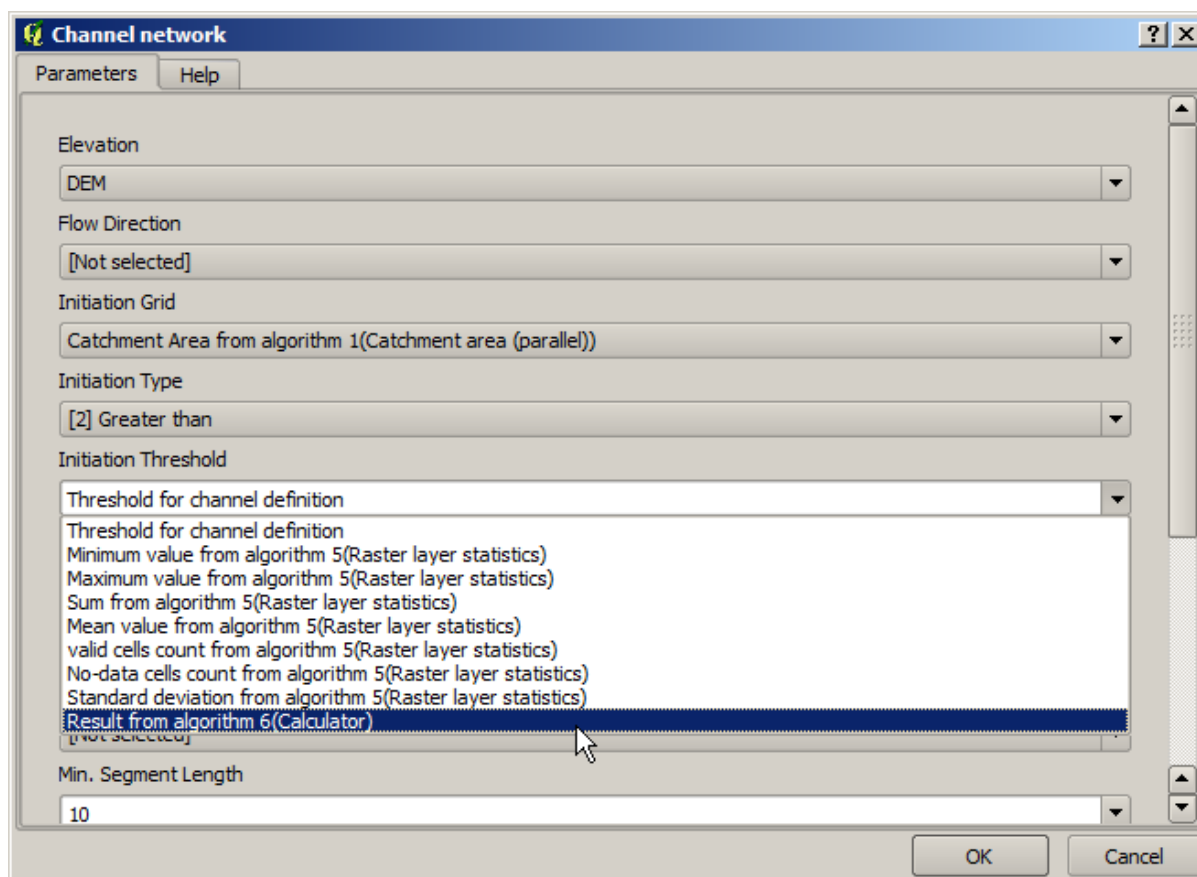 Channel network
Parameters Help
Elevation
DEM
Flow Direction
[Not selected]
Initiation Grid
Catchment Area from algorithm 1(Catchment area (parallel))
Initiation Type
[2] Greater than
Initiation Threshold
Threshold for channel definition
Threshold for channel definition
Minimum value from algorithm 5(Raster layer statistics)
Maximum value from algorithm 5(Raster layer statistics)
Sum from algorithm 5(Raster layer statistics)
Mean value from algorithm 5(Raster layer statistics)
valid cells count from algorithm 5(Raster layer statistics)
No-data cells count from algorithm 5(Raster layer statistics)
Standard deviation from algorithm 5(Raster layer statistics)
Result from algorithm 6(Calculator)
[Not selected]
Min. Segment Length
10
OK Cancel